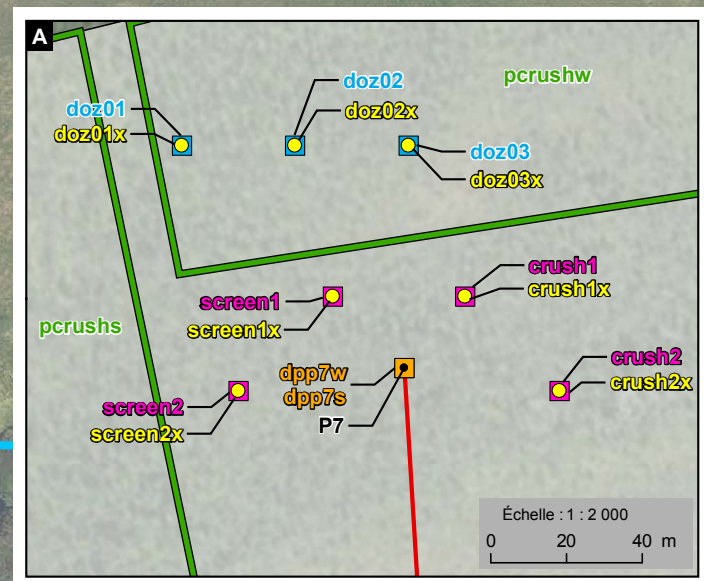 A
doz02
pcrushw
doz01
doz02x
doz01x
doz03
doz03x
crush1
screen1
crush1x
pcrushs
screen1x
crush2
dpp7w
crush2x
dpp7s
screen2
P7
screen2x
Échelle : 1 : 2 000
0 20 40 m